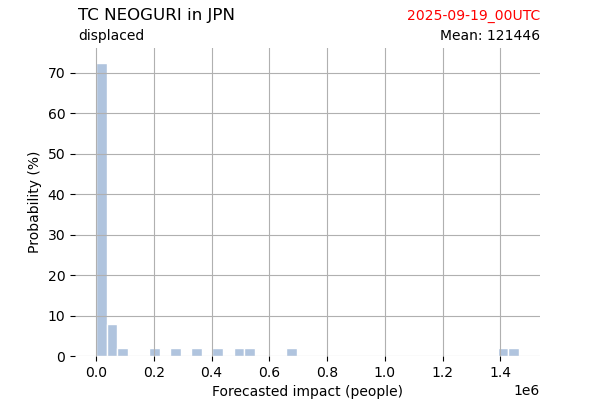 TC NEOGURI in JPN
2025-09-19_00UTC
displaced
Mean: 121446
Probability (%)
70
60
50
40
30
20
10
0
0.0 0.2 0.4 0.6 0.8 1.0 1.2 1.4
1e6
Forecasted impact (people)